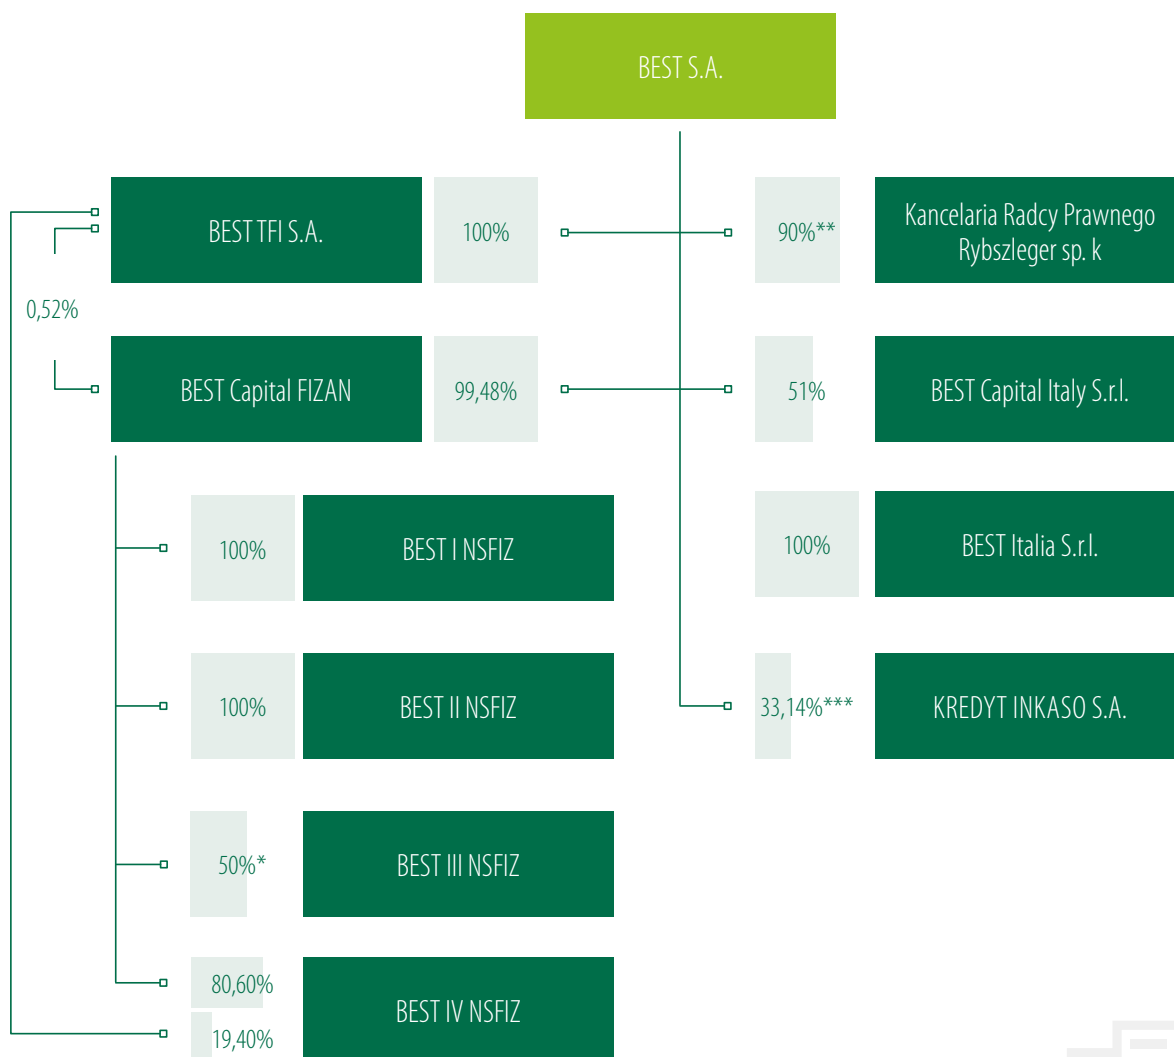 BEST S.A.
BEST TFI S.A.
100%
90%**
Kancelaria Radcy Prawnego
Rybszleger sp. k
0,52%
BEST Capital FIZAN
99,48%
51%
BEST Capital Italy S.r.l.
100%
BEST I NSFIZ
100%
BEST Italia S.r.l.
100%
BEST II NSFIZ
33,14%***
KREDYT INKASO S.A.
50%*
BEST III NSFIZ
80,60%
19,40%
BEST IV NSFIZ